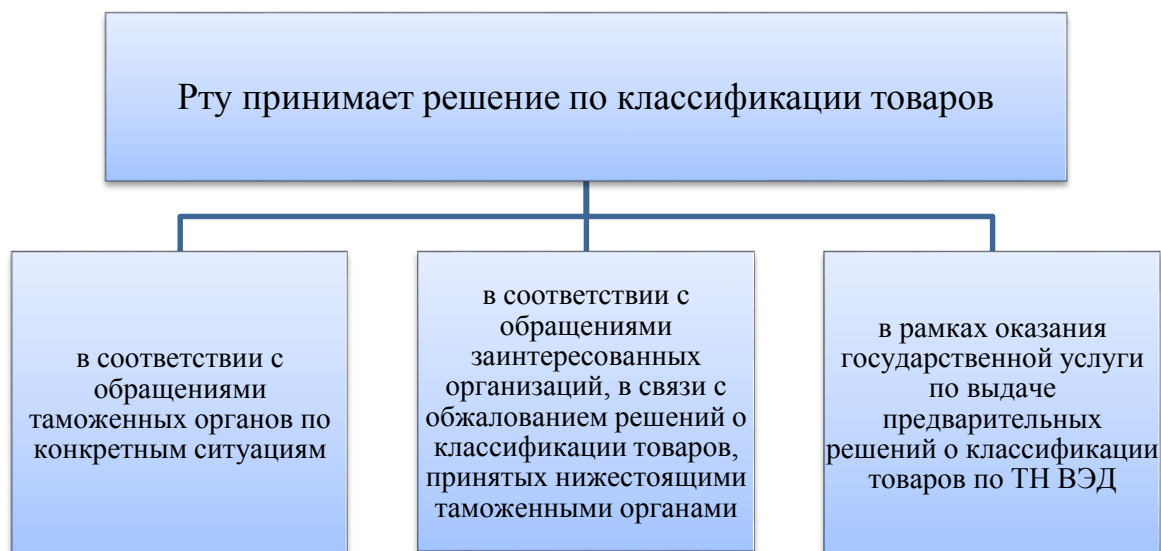 Рту принимает решение по классификации товаров
в соответствии с
обращениями
таможенных органов по
конкретным ситуациям
в соответствии с
обращениями
заинтересованных
организаций, в связи с
обжалованием решений о
классификации товаров,
принятых нижестоящими
таможенными органами
в рамках оказания
государственной услуги
по выдаче
предварительных
решений о классификации
товаров по ТН ВЭД